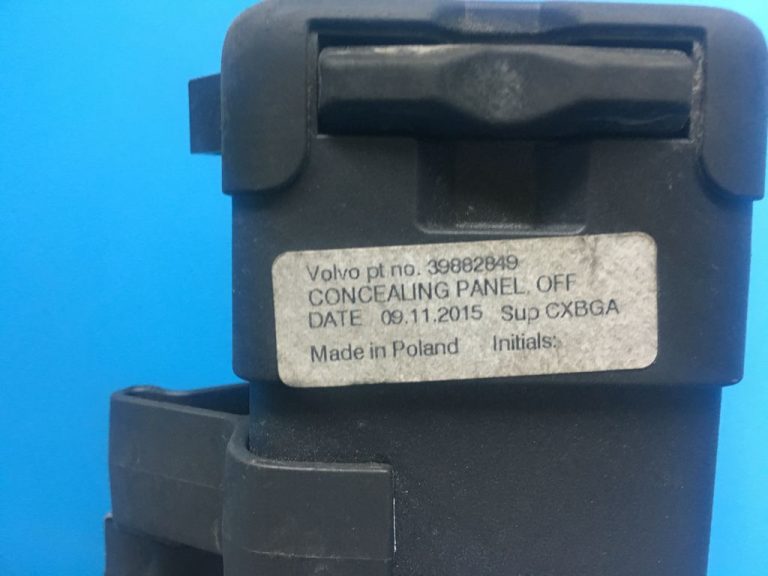 Volvo pt no. 39882849
CONCEALING PANEL, OFF
DATE 09.11.2015 Sup CXBGA
Made in Poland Initials: